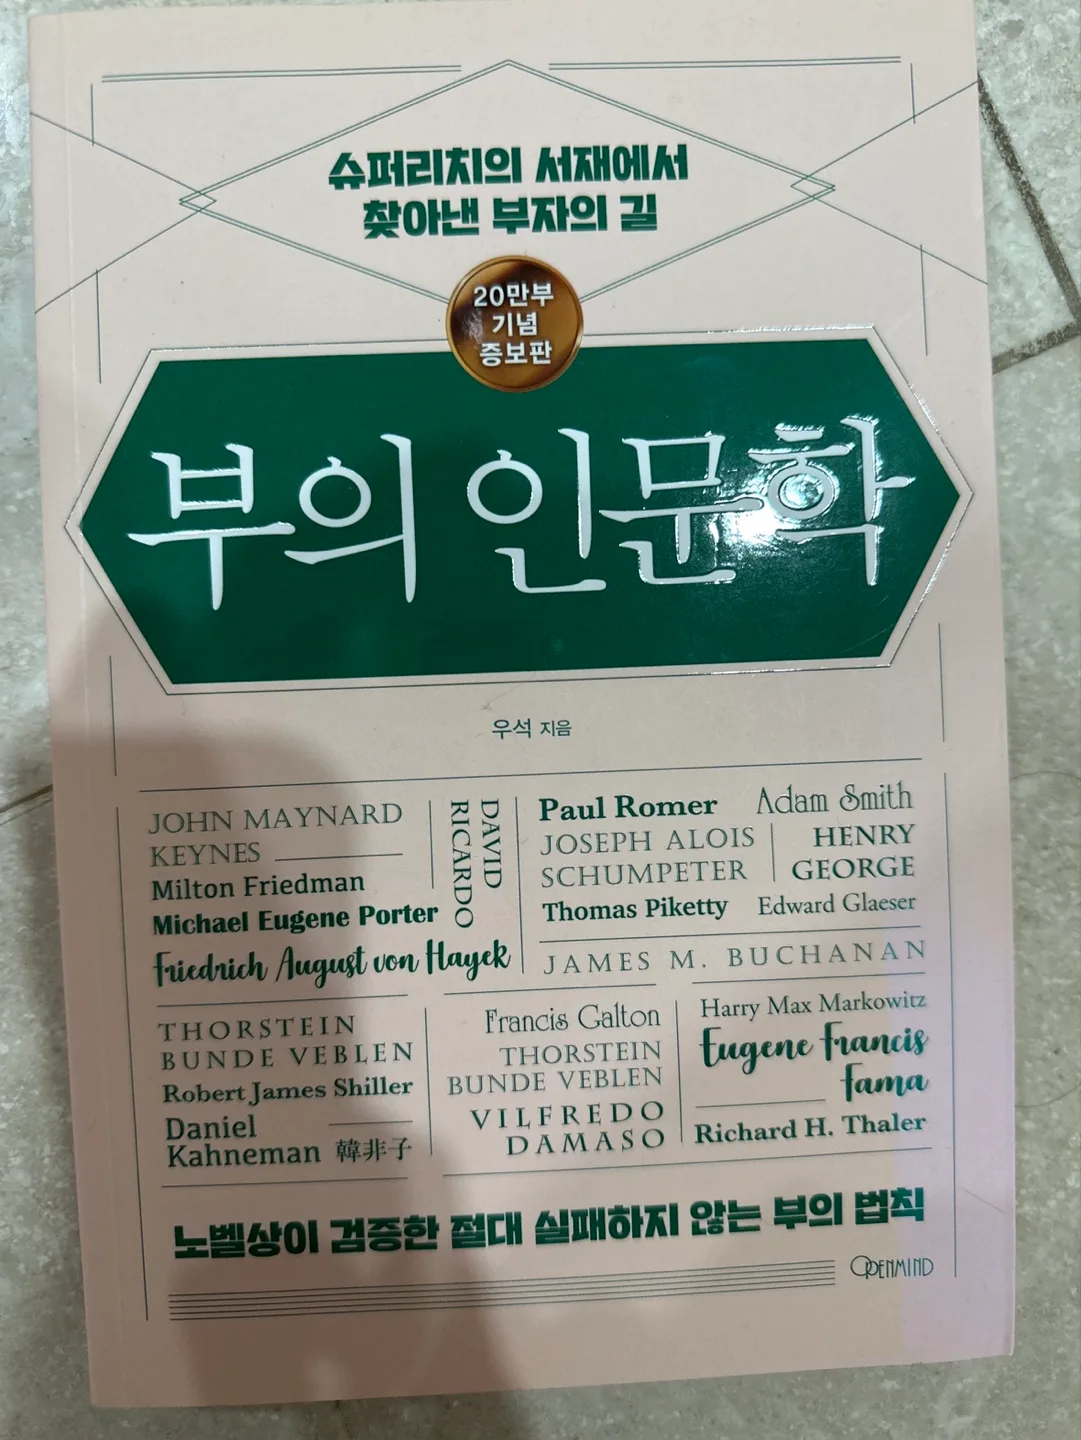 슈퍼리치의 서재에서
찾아낸 부자의 길
20만부
기념
증보판
부의 인문학
우석 지음
JOHN MAYNARD
KEYNES
Milton Friedman
Michael Eugene Porter
Friedrich August von Hayek
DAVID
RICARDO
Paul Romer
Adam Smith
JOSEPH ALOIS
SCHUMPETER
HENRY
GEORGE
Thomas Piketty
Edward Glaeser
JAMES M. BUCHANAN
THORSTEIN
BUNDE VEBLEN
Robert James Shiller
Daniel
Kahneman 韓非子
Francis Galton
THORSTEIN
BUNDE VEBLEN
VILFREDO
DAMASO
Harry Max Markowitz
Eugene Francis
Fama
Richard H. Thaler
노벨상이 검증한 절대 실패하지 않는 부의 법칙
OPENMIND